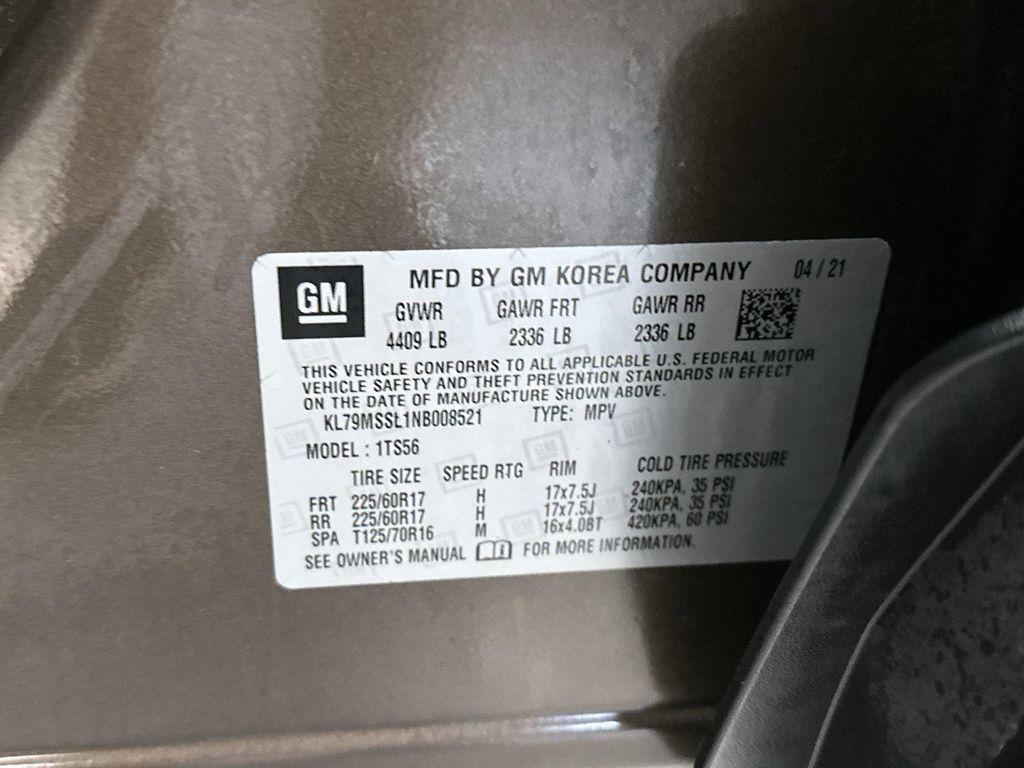 GM MFD BY GM KOREA COMPANY 04 / 21
GVWR GAWR FRT GAWR RR
4409 LB 2336 LB 2336 LB
THIS VEHICLE CONFORMS TO ALL APPLICABLE U.S. FEDERAL MOTOR
VEHICLE SAFETY AND THEFT PREVENTION STANDARDS IN EFFECT
ON THE DATE OF MANUFACTURE SHOWN ABOVE.
KL79MSSL1NB008521 TYPE: MPV
MODEL : 1TS56
TIRE SIZE SPEED RTG RIM COLD TIRE PRESSURE
FRT 225/60R17 H 17x7.5J 240KPA, 35 PSI
RR 225/60R17 H 17x7.5J 240KPA, 35 PSI
SPA T125/70R16 M 16x4.0BT 420KPA, 60 PSI
SEE OWNER'S MANUAL FOR MORE INFORMATION.